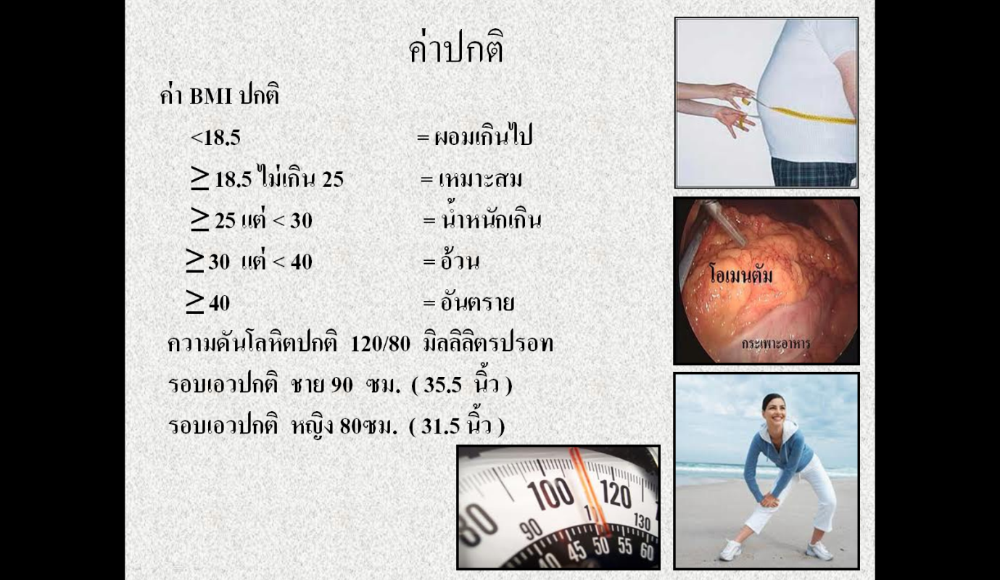 ค่าปกติ
ค่า BMI ปกติ
<18.5 = ผอมเกินไป
≥ 18.5 ไม่เกิน 25 = เหมาะสม
≥ 25 แต่ < 30 = น้ำหนักเกิน
≥ 30 แต่ < 40 = อ้วน
≥ 40 = อันตราย
ความดันโลหิตปกติ 120/80 มิลลิลิตรปรอท
รอบเอวปกติ ชาย 90 ซม. ( 35.5 นิ้ว )
รอบเอวปกติ หญิง 80ซม. ( 31.5 นิ้ว )
โอเมนตัม
กระเพาะอาหาร
80 100 120
90 130
40 45 50 55 60